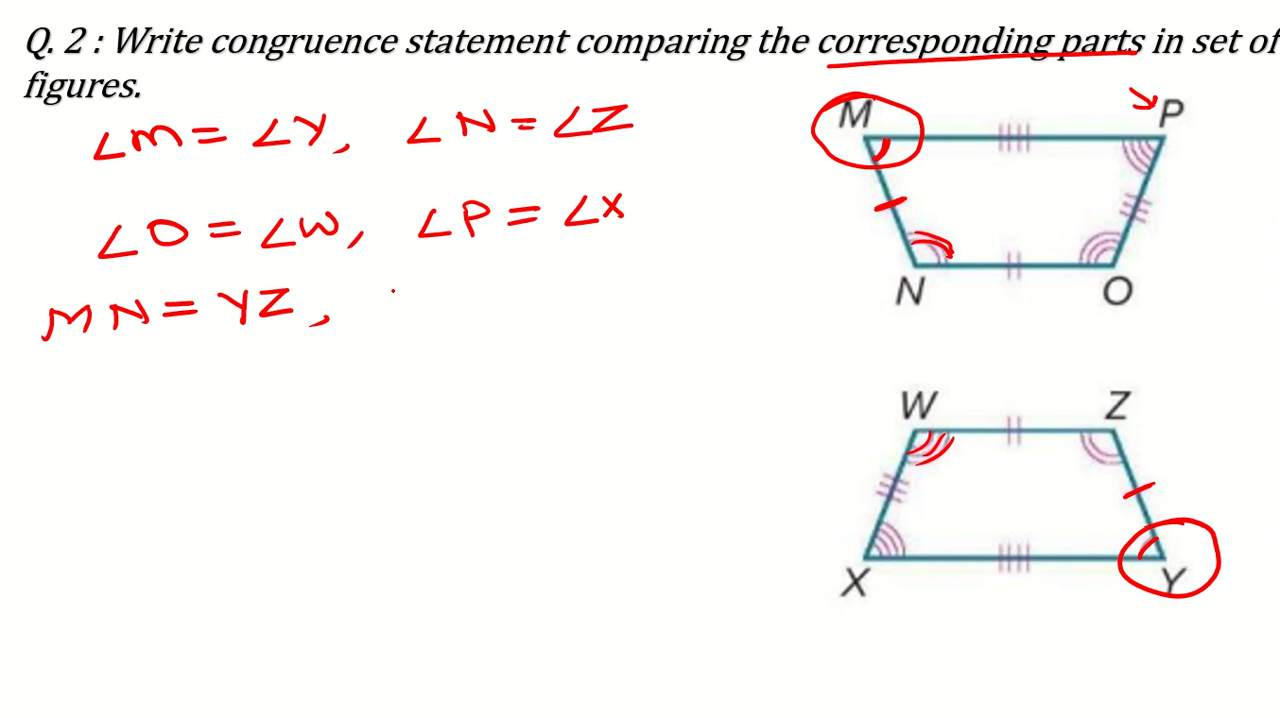 Q. 2 : Write congruence statement comparing the corresponding parts in set of
figures.
∠M = ∠Y, ∠N = ∠Z
∠O = ∠W, ∠P = ∠X
MN = YZ,
M P
N O
W Z
X Y